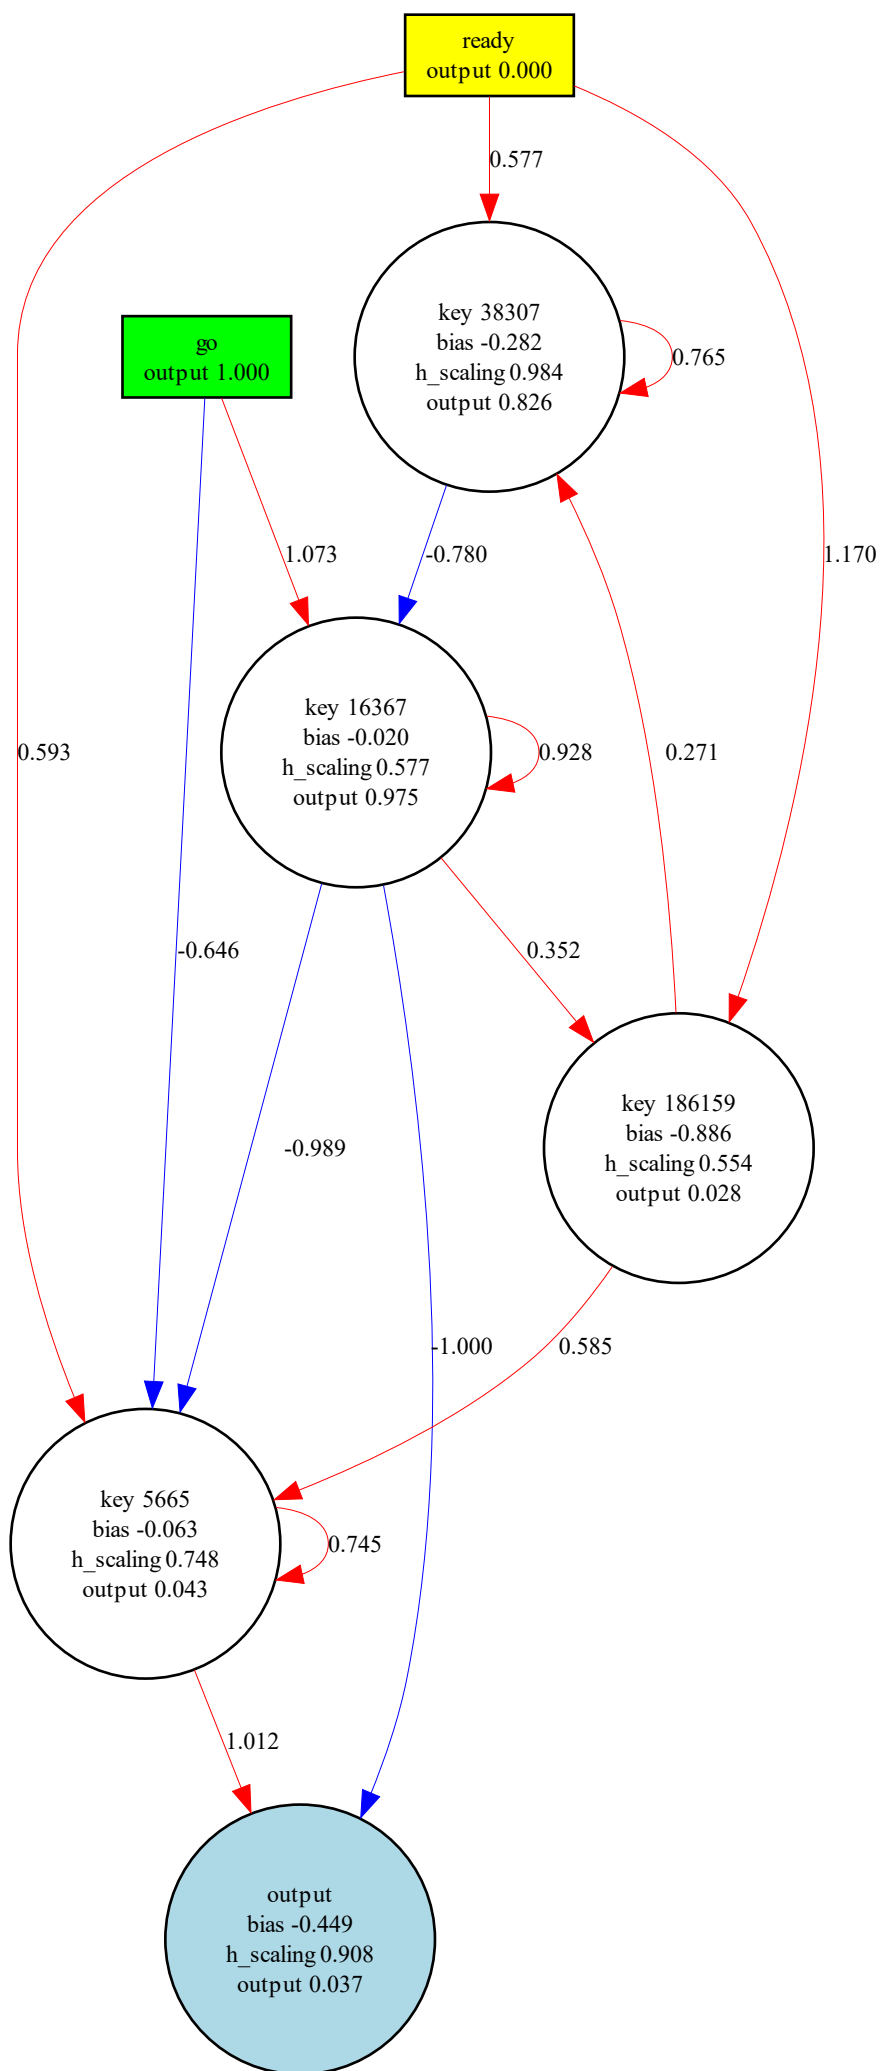 ready
output 0.000
0.577
key 38307
bias -0.282
h_scaling 0.984
output 0.826
0.765
go
output 1.000
1.073
-0.780
1.170
key 16367
bias -0.020
h_scaling 0.577
output 0.975
0.593
0.928
0.271
-0.646
0.352
key 186159
bias -0.886
h_scaling 0.554
output 0.028
-0.989
-1.000
0.585
key 5665
bias -0.063
h_scaling 0.748
output 0.043
0.745
1.012
output
bias -0.449
h_scaling 0.908
output 0.037